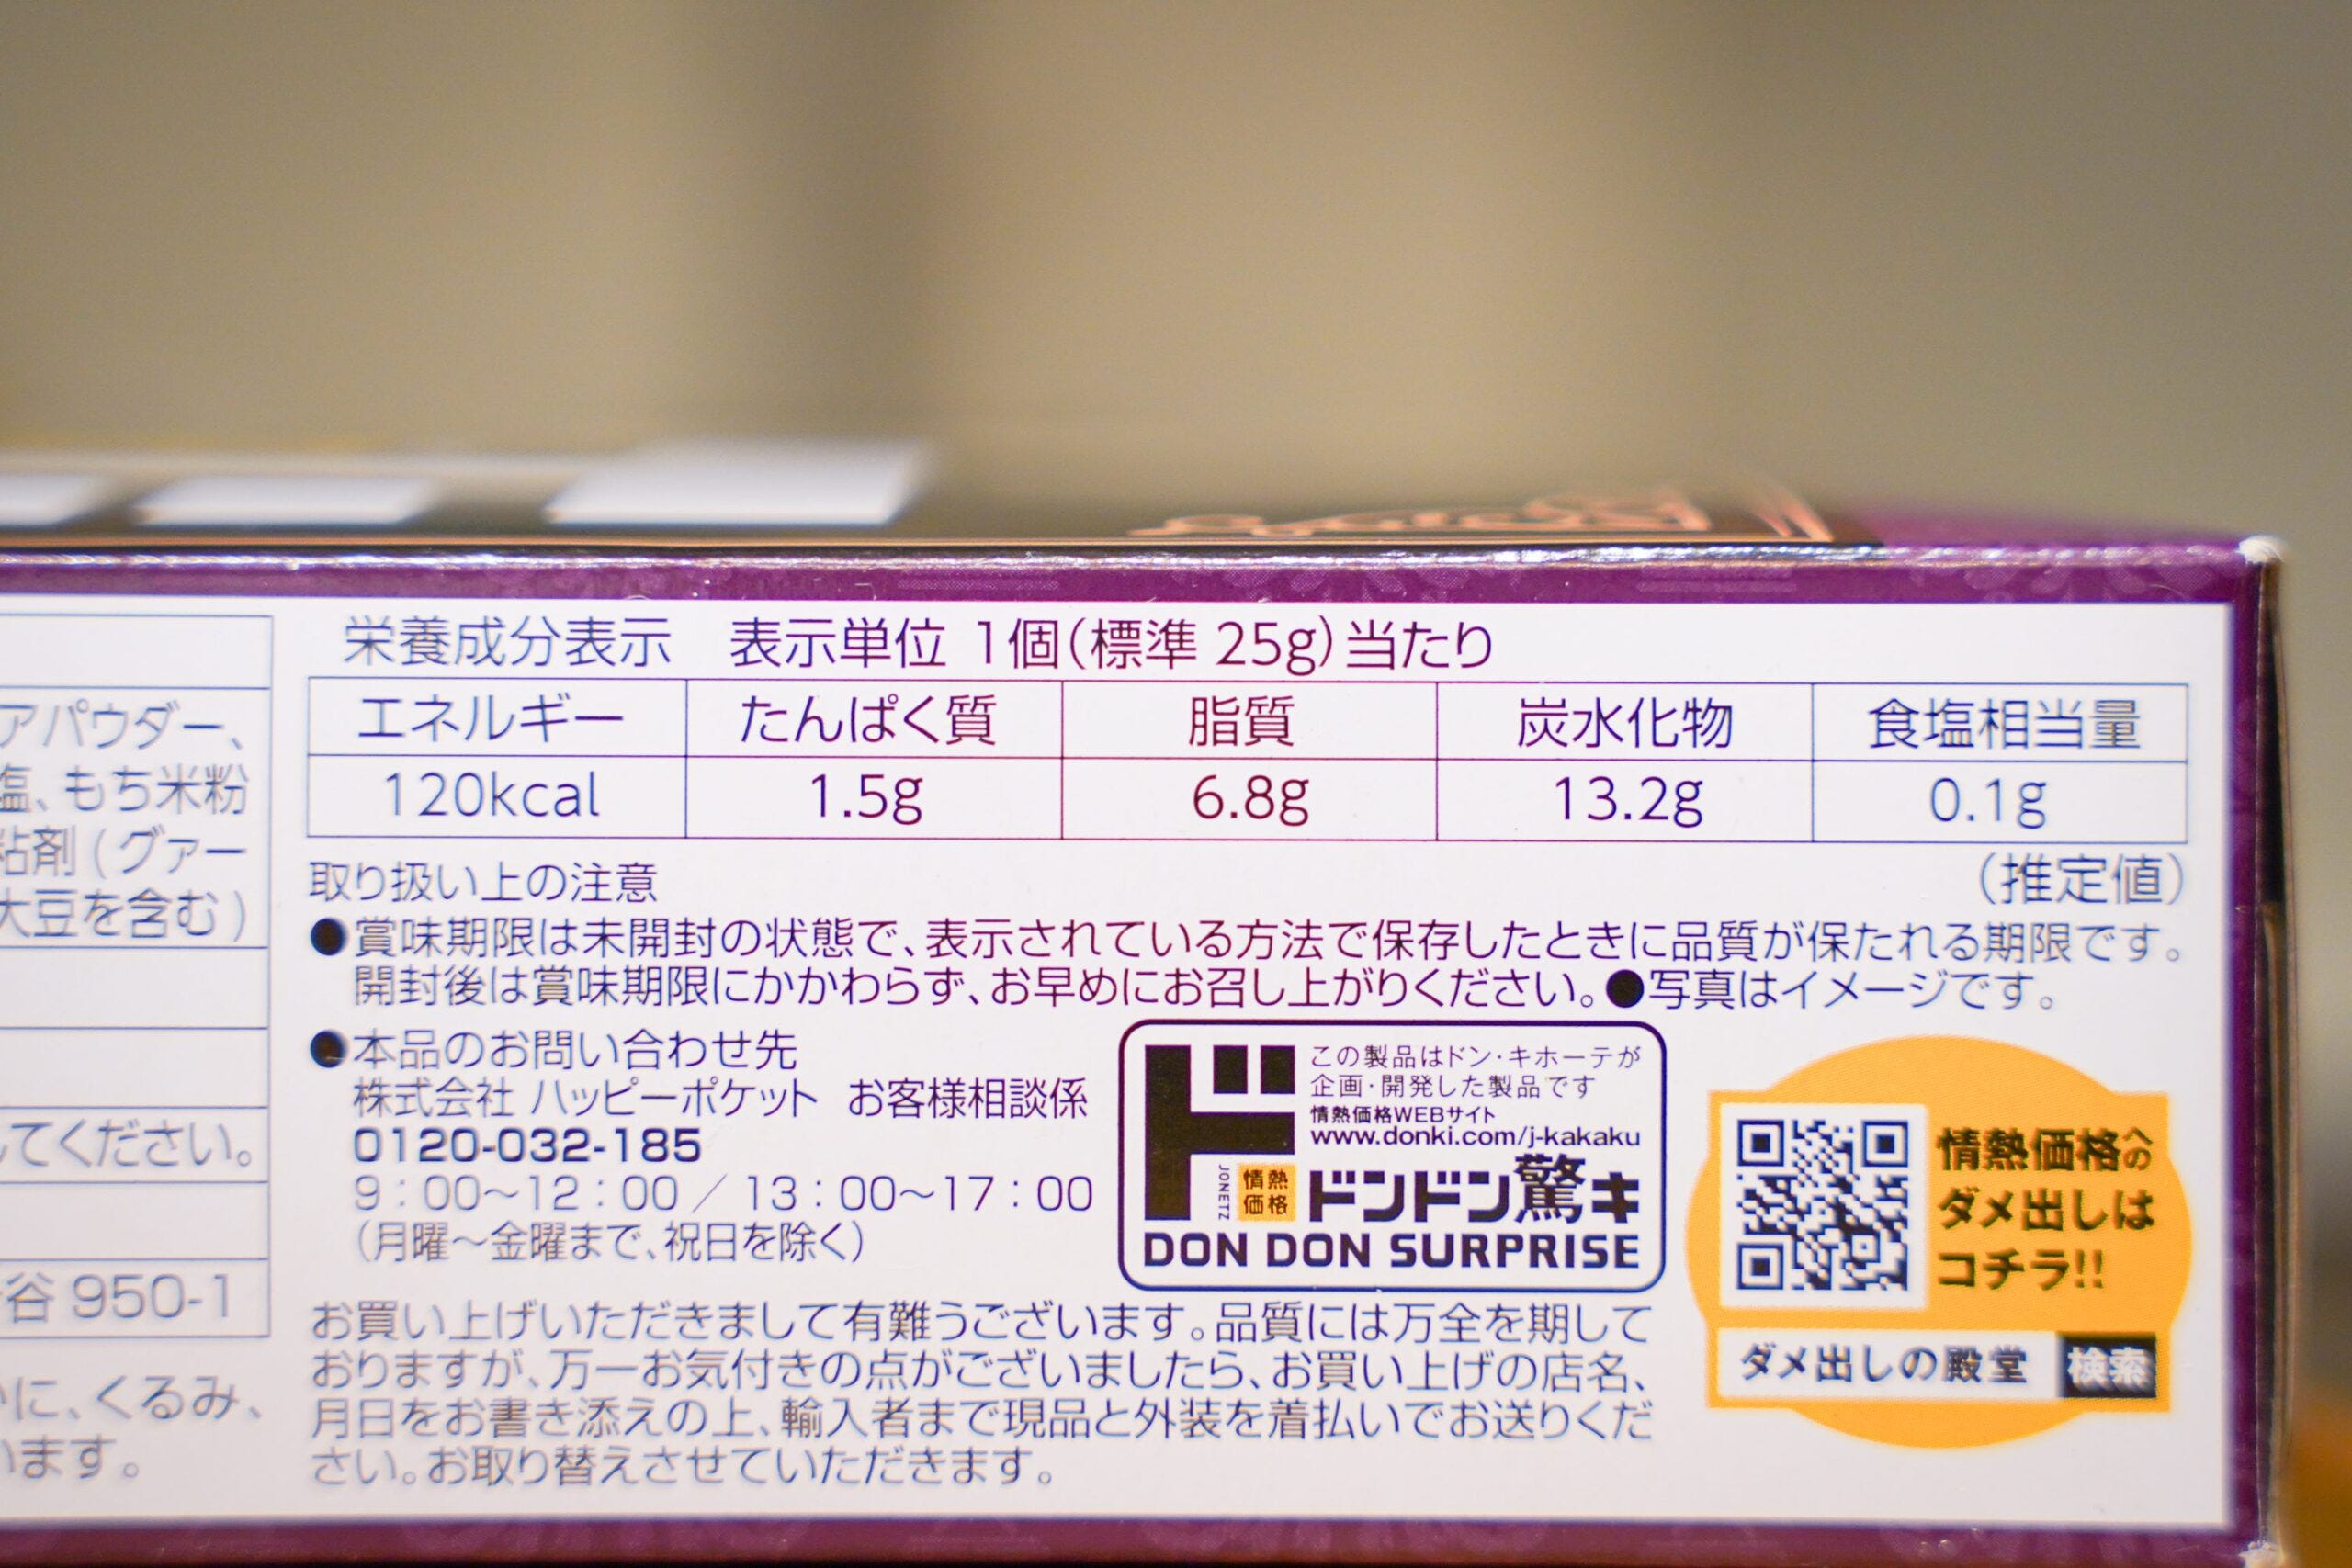 アパウダー、
塩、もち米粉
粘剤(グァー
大豆を含む)
てください。
谷 950-1
に、くるみ、
います。
栄養成分表示 表示単位 1個(標準 25g)当たり
エネルギー たんぱく質 脂質 炭水化物 食塩相当量
120kcal 1.5g 6.8g 13.2g 0.1g
(推定値)
取り扱い上の注意
●賞味期限は未開封の状態で、表示されている方法で保存したときに品質が保たれる期限です。
開封後は賞味期限にかかわらず、お早めにお召し上がりください。●写真はイメージです。
●本品のお問い合わせ先
株式会社 ハッピーポケット お客様相談係
0120-032-185
9:00〜12:00/13:00〜17:00
(月曜〜金曜まで、祝日を除く)
ド
この製品はドン・キホーテが
企画・開発した製品です
情熱価格WEBサイト
www.donki.com/j-kakaku
JONETZ
情熱
価格
ドンドン驚キ
DON DON SURPRISE
情熱価格への
ダメ出しは
コチラ!!
ダメ出しの殿堂 検索
お買い上げいただきまして有難うございます。品質には万全を期して
おりますが、万一お気付きの点がございましたら、お買い上げの店名、
月日をお書き添えの上、輸入者まで現品と外装を着払いでお送りくだ
さい。お取り替えさせていただきます。